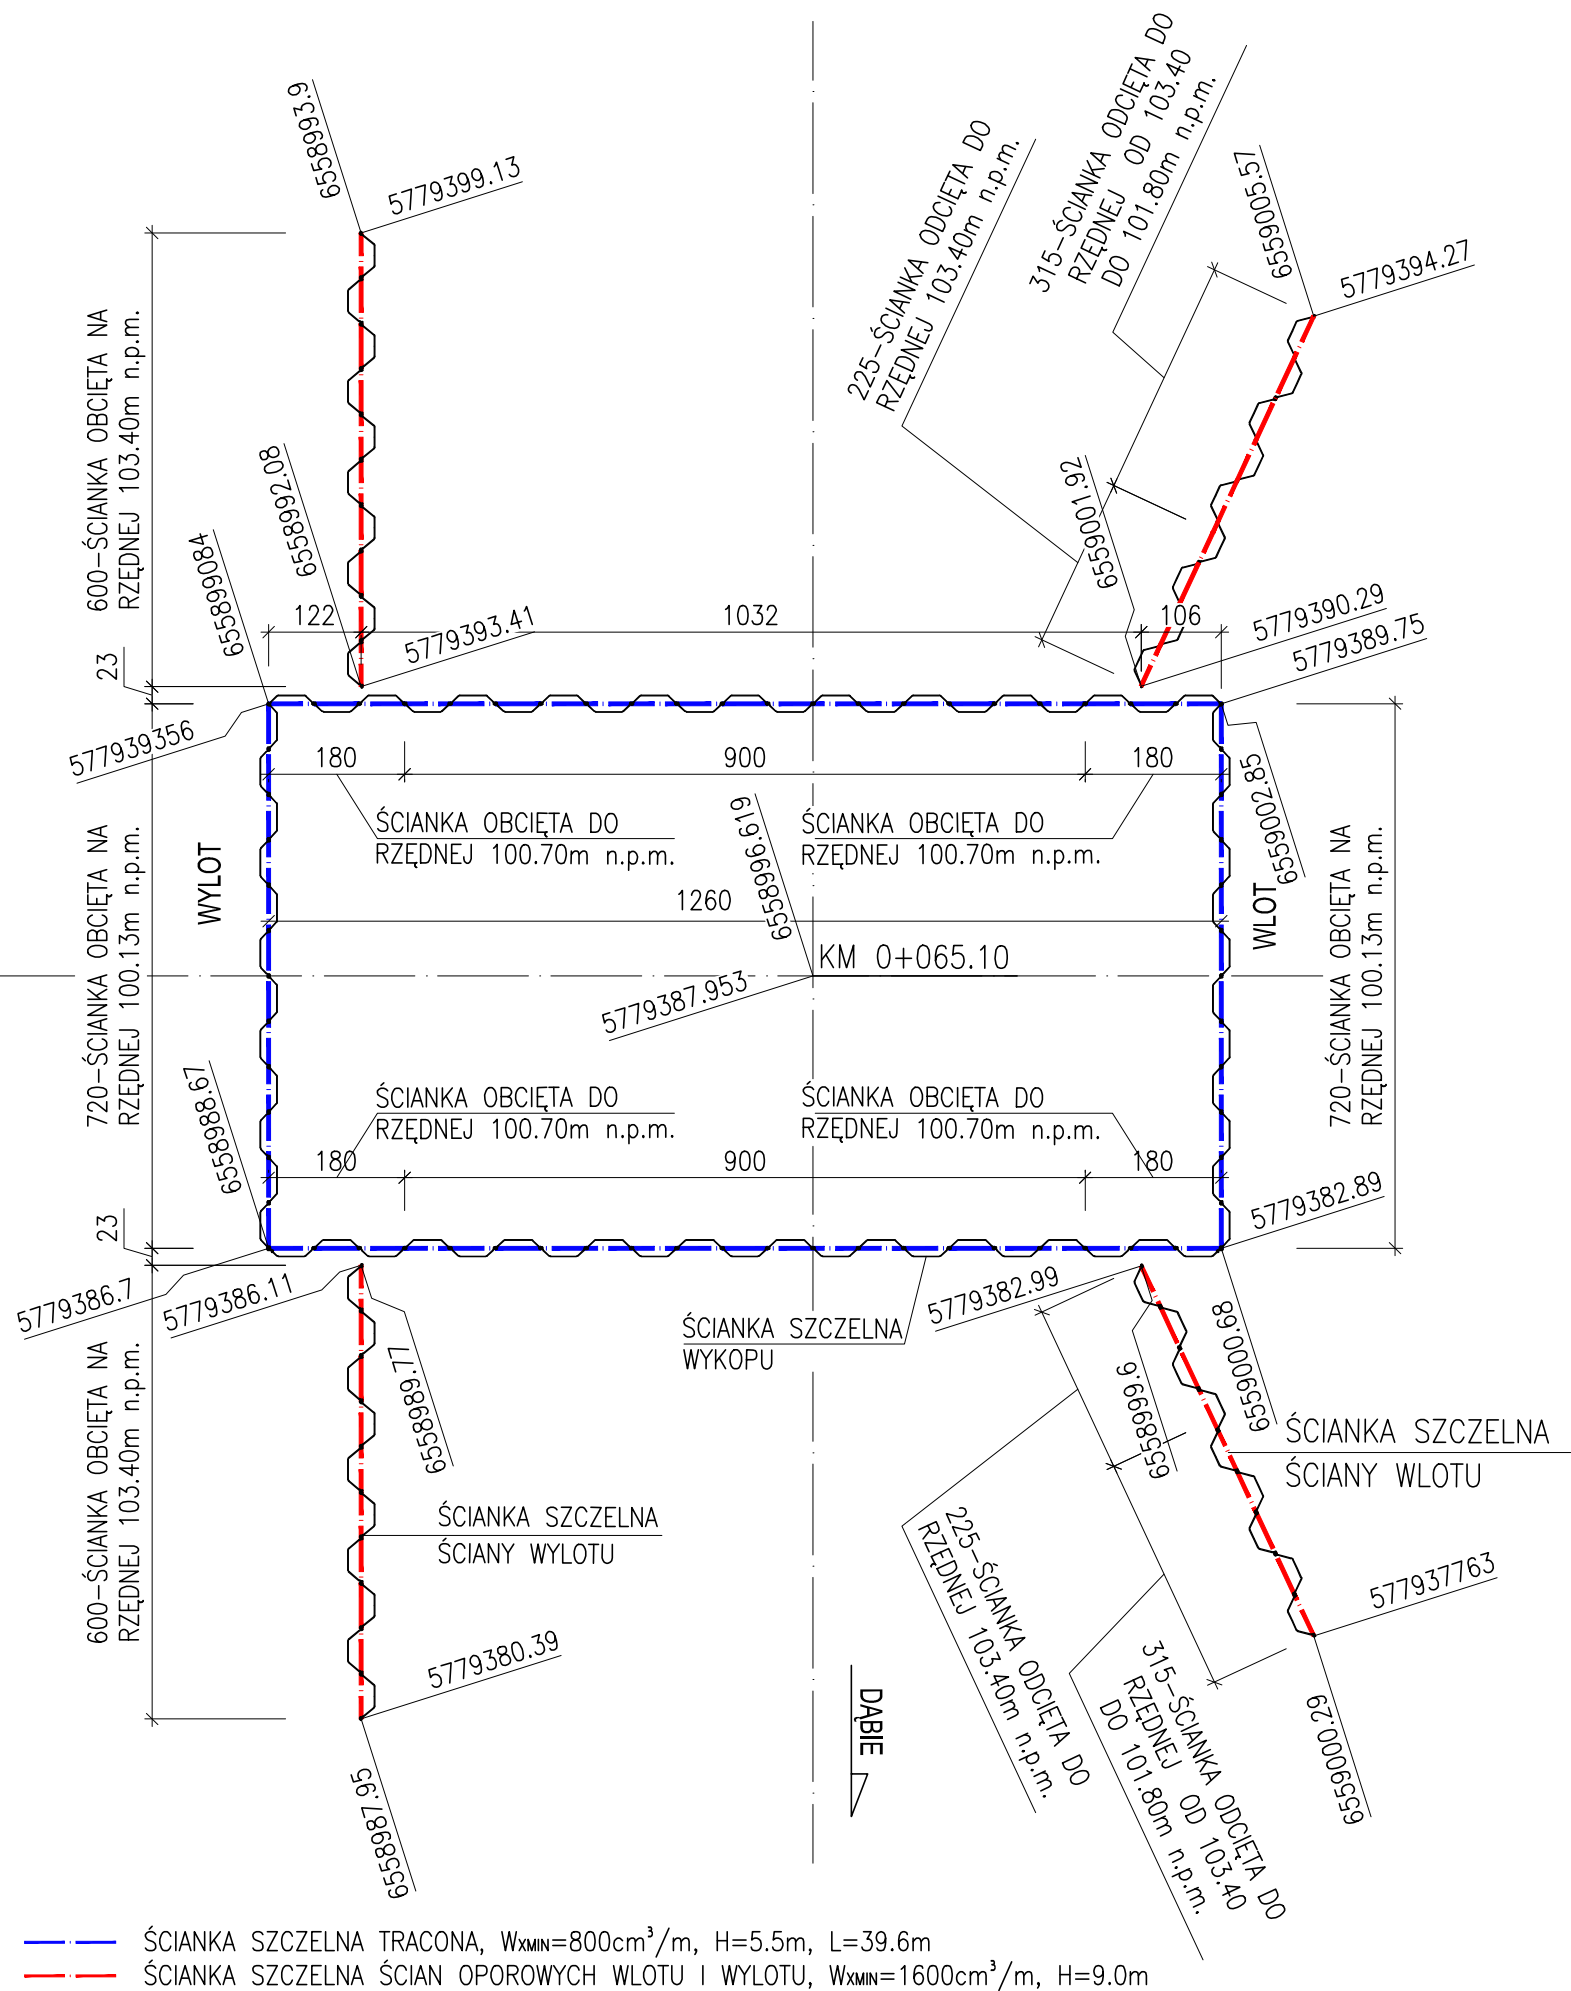 6558993.9
5779399.13
600-ŚCIANKA OBCIĘTA NA
RZĘDNEJ 103.40m n.p.m.
6558992.08
655899084
5779393.41
225-ŚCIANKA ODCIĘTA DO
RZĘDNEJ 103.40m n.p.m.
315-ŚCIANKA ODCIĘTA DO
RZĘDNEJ OD 103.40
DO 101.80m n.p.m.
6559005.57
5779394.27
6559001.92
5779390.29
5779389.75
122
1032
106
23
577939356
180
900
180
ŚCIANKA OBCIĘTA DO
RZĘDNEJ 100.70m n.p.m.
ŚCIANKA OBCIĘTA DO
RZĘDNEJ 100.70m n.p.m.
6558996.619
6559002.85
720-ŚCIANKA OBCIĘTA NA
RZĘDNEJ 100.13m n.p.m.
WYLOT
1260
WLOT
720-ŚCIANKA OBCIĘTA NA
RZĘDNEJ 100.13m n.p.m.
KM 0+065.10
5779387.953
6558988.67
ŚCIANKA OBCIĘTA DO
RZĘDNEJ 100.70m n.p.m.
ŚCIANKA OBCIĘTA DO
RZĘDNEJ 100.70m n.p.m.
180
900
180
23
5779382.89
5779386.7
5779386.11
5779382.99
ŚCIANKA SZCZELNA
WYKOPU
6558989.77
6558999.6
6559000.68
600-ŚCIANKA OBCIĘTA NA
RZĘDNEJ 103.40m n.p.m.
ŚCIANKA SZCZELNA
ŚCIANY WLOTU
ŚCIANKA SZCZELNA
ŚCIANY WYLOTU
577937763
225-ŚCIANKA ODCIĘTA DO
RZĘDNEJ 103.40m n.p.m.
315-ŚCIANKA ODCIĘTA DO
RZĘDNEJ OD 103.40
DO 101.80m n.p.m.
5779380.39
DĄBIE
6558987.95
6559000.29
ŚCIANKA SZCZELNA TRACONA, WXMIN=800cm³/m, H=5.5m, L=39.6m
ŚCIANKA SZCZELNA ŚCIAN OPOROWYCH WLOTU I WYLOTU, WXMIN=1600cm³/m, H=9.0m